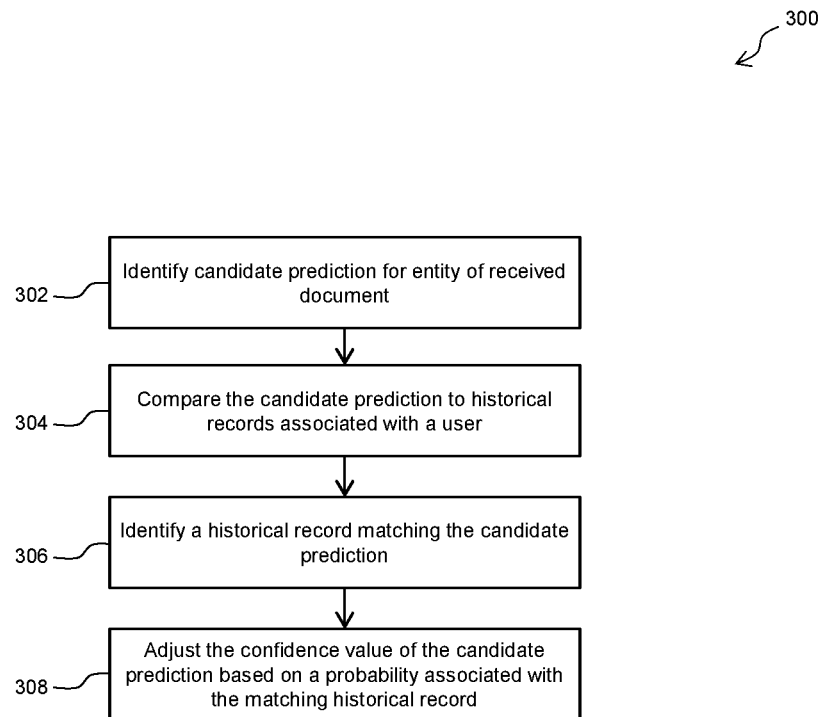 300
302
Identify candidate prediction for entity of received
document
304
Compare the candidate prediction to historical
records associated with a user
306
Identify a historical record matching the candidate
prediction
308
Adjust the confidence value of the candidate
prediction based on a probability associated with
the matching historical record